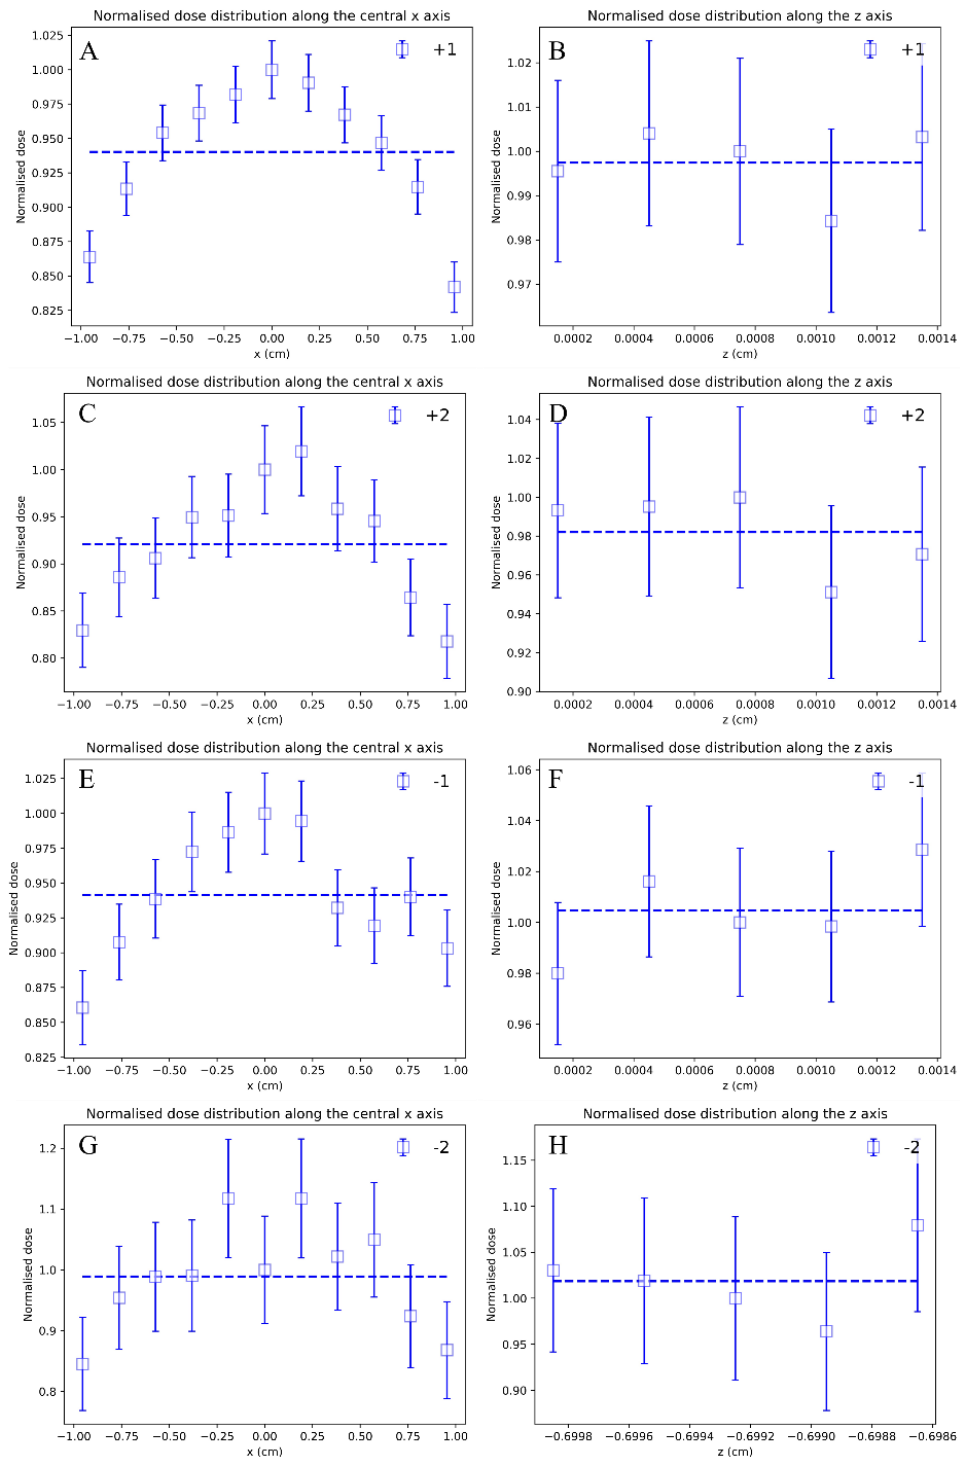 Normalised dose distribution along the central x axis
A
+1
Normalised dose
1.025
1.000
0.975
0.950
0.925
0.900
0.875
0.850
0.825
−1.00 −0.75 −0.50 −0.25 0.00 0.25 0.50 0.75 1.00
x (cm)
Normalised dose distribution along the z axis
B
+1
Normalised dose
1.02
1.01
1.00
0.99
0.98
0.97
0.0002 0.0004 0.0006 0.0008 0.0010 0.0012 0.0014
z (cm)
Normalised dose distribution along the central x axis
C
+2
Normalised dose
1.05
1.00
0.95
0.90
0.85
0.80
−1.00 −0.75 −0.50 −0.25 0.00 0.25 0.50 0.75 1.00
x (cm)
Normalised dose distribution along the z axis
D
+2
Normalised dose
1.04
1.02
1.00
0.98
0.96
0.94
0.92
0.90
0.0002 0.0004 0.0006 0.0008 0.0010 0.0012 0.0014
z (cm)
Normalised dose distribution along the central x axis
E
-1
Normalised dose
1.025
1.000
0.975
0.950
0.925
0.900
0.875
0.850
0.825
−1.00 −0.75 −0.50 −0.25 0.00 0.25 0.50 0.75 1.00
x (cm)
Normalised dose distribution along the z axis
F
-1
Normalised dose
1.06
1.04
1.02
1.00
0.98
0.96
0.0002 0.0004 0.0006 0.0008 0.0010 0.0012 0.0014
z (cm)
Normalised dose distribution along the central x axis
G
-2
Normalised dose
1.2
1.1
1.0
0.9
0.8
−1.00 −0.75 −0.50 −0.25 0.00 0.25 0.50 0.75 1.00
x (cm)
Normalised dose distribution along the z axis
H
-2
Normalised dose
1.15
1.10
1.05
1.00
0.95
0.90
−0.6998 −0.6996 −0.6994 −0.6992 −0.6990 −0.6988 −0.6986
z (cm)